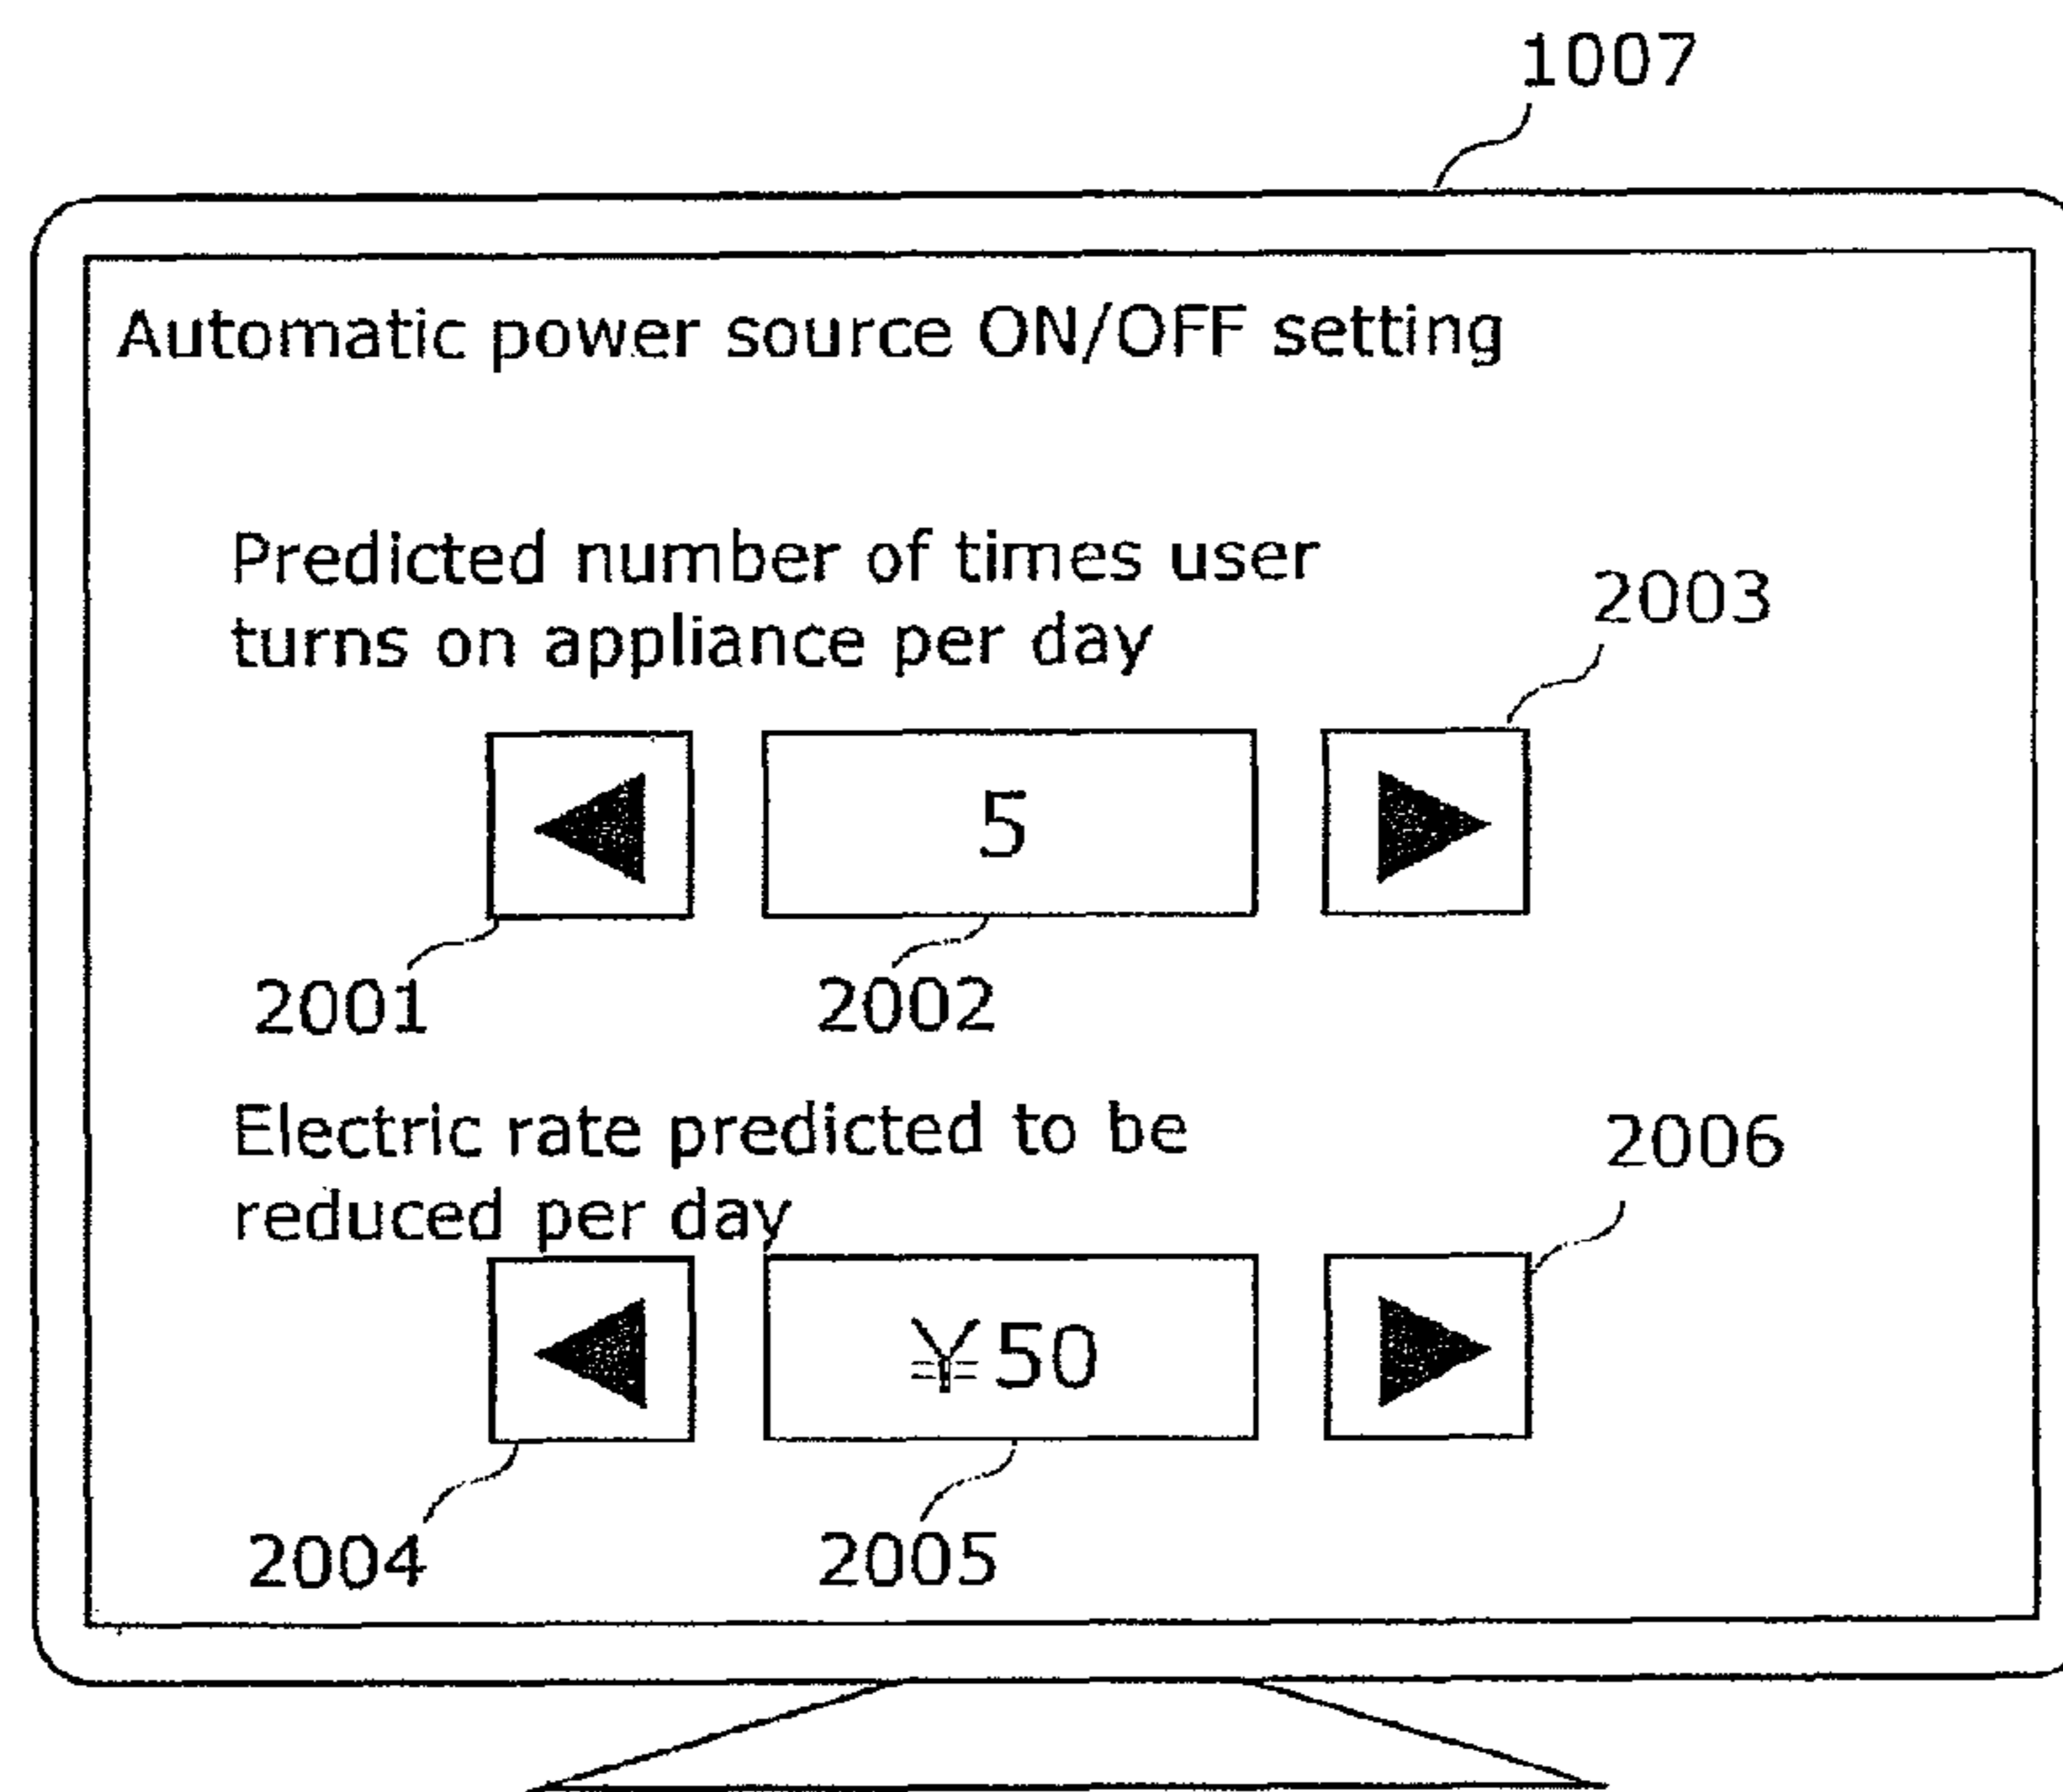 1007
Automatic power source ON/OFF setting
Predicted number of times user
turns on appliance per day
2003
5
2001
2002
Electric rate predicted to be
reduced per day
2006
¥50
2004
2005